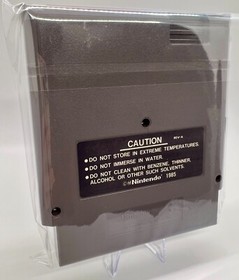 CAUTION
REV-A
●DO NOT STORE IN EXTREME TEMPERATURES.
●DO NOT IMMERSE IN WATER.
●DO NOT CLEAN WITH BENZENE, THINNER,
ALCOHOL OR OTHER SUCH SOLVENTS.
©Nintendo® 1985